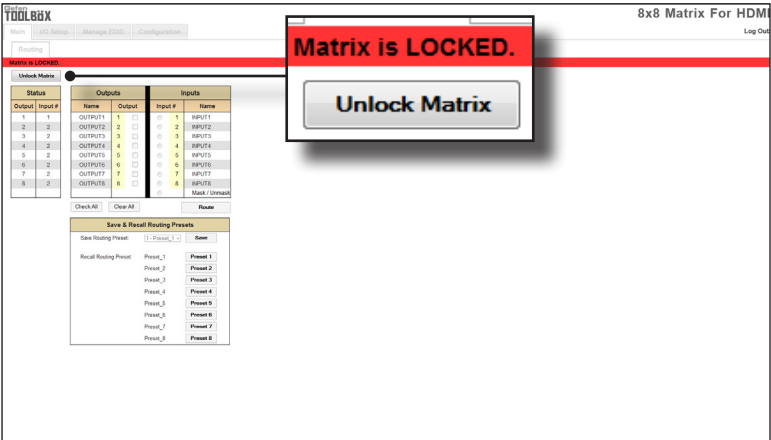 Gefen
TOOLBOX
8x8 Matrix For HDMI
Main I/O Setup Manage EDID Configuration
Log Out
Routing
Matrix is LOCKED.
Unlock Matrix
Matrix is LOCKED.
Unlock Matrix
Status Outputs Inputs
Output Input # Name Output Input # Name
1 1 OUTPUT1 1 1 INPUT1
2 2 OUTPUT2 2 2 INPUT2
3 2 OUTPUT3 3 3 INPUT3
4 2 OUTPUT4 4 4 INPUT4
5 2 OUTPUT5 5 5 INPUT5
6 2 OUTPUT6 6 6 INPUT6
7 2 OUTPUT7 7 7 INPUT7
8 2 OUTPUT8 8 8 INPUT8
Mask / Unmask
Check All Clear All Route
Save & Recall Routing Presets
Save Routing Preset: 1 - Preset_1 Save
Recall Routing Preset: Preset_1 Preset 1
Preset_2 Preset 2
Preset_3 Preset 3
Preset_4 Preset 4
Preset_5 Preset 5
Preset_6 Preset 6
Preset_7 Preset 7
Preset_8 Preset 8